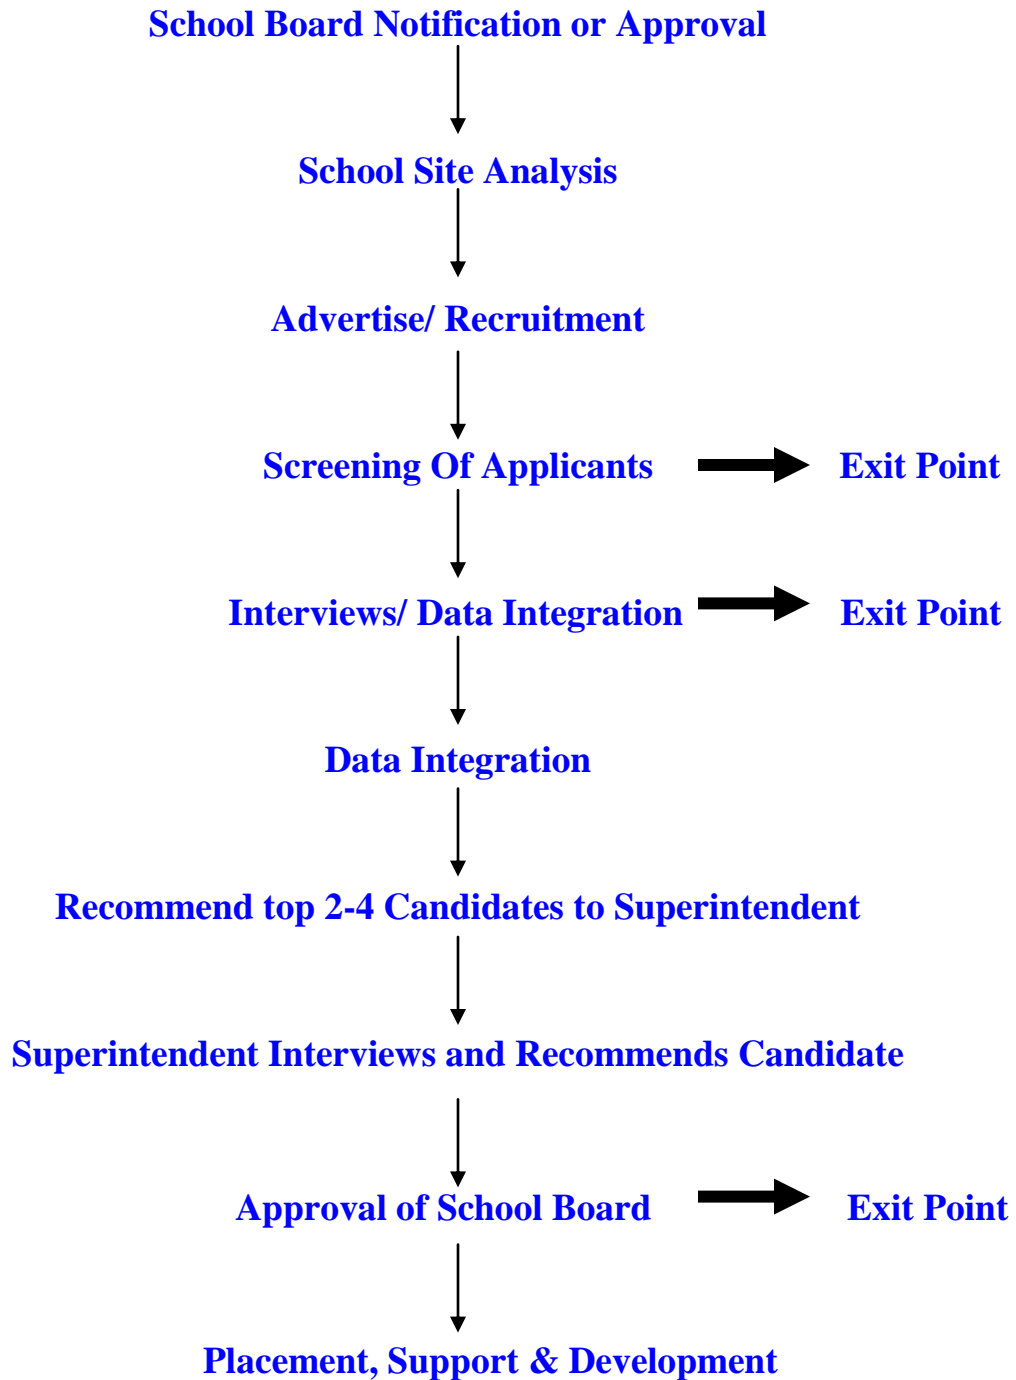 School Board Notification or Approval
School Site Analysis
Advertise/ Recruitment
Screening Of Applicants
Exit Point
Interviews/ Data Integration
Exit Point
Data Integration
Recommend top 2-4 Candidates to Superintendent
Superintendent Interviews and Recommends Candidate
Approval of School Board
Exit Point
Placement, Support & Development